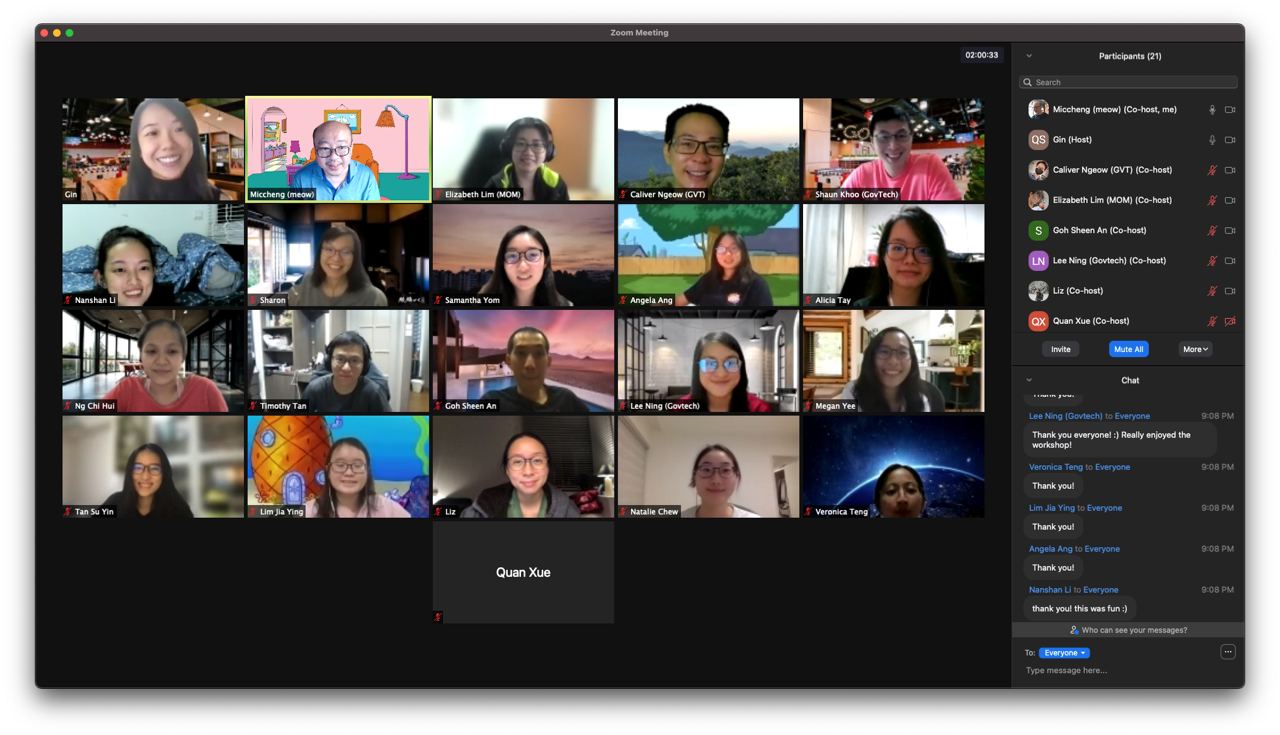 Zoom Meeting
02:00:33
Gin
Miccheng (meow)
Elizabeth Lim (MOM)
Caliver Ngeow (GVT)
GO
Shaun Khoo (GovTech)
Nanshan Li
Sharon
Samantha Yom
Angela Ang
Alicia Tay
Ng Chi Hui
Timothy Tan
Goh Sheen An
Lee Ning (Govtech)
Megan Yee
Tan Su Yin
Lim Jia Ying
Liz
Natalie Chew
Veronica Teng
Quan Xue
Participants (21)
Search
Miccheng (meow) (Co-host, me)
QS
Gin (Host)
Caliver Ngeow (GVT) (Co-host)
Elizabeth Lim (MOM) (Co-host)
S
Goh Sheen An (Co-host)
LN
Lee Ning (Govtech) (Co-host)
Liz (Co-host)
QX
Quan Xue (Co-host)
Invite
Mute All
More
Chat
Thank you!
Lee Ning (Govtech) to Everyone
9:08 PM
Thank you everyone! :) Really enjoyed the
workshop!
Veronica Teng to Everyone
9:08 PM
Thank you!
Lim Jia Ying to Everyone
9:08 PM
Thank you!
Angela Ang to Everyone
9:08 PM
Thank you!
Nanshan Li to Everyone
9:08 PM
thank you! this was fun :)
Who can see your messages?
To:
Everyone
Type message here...